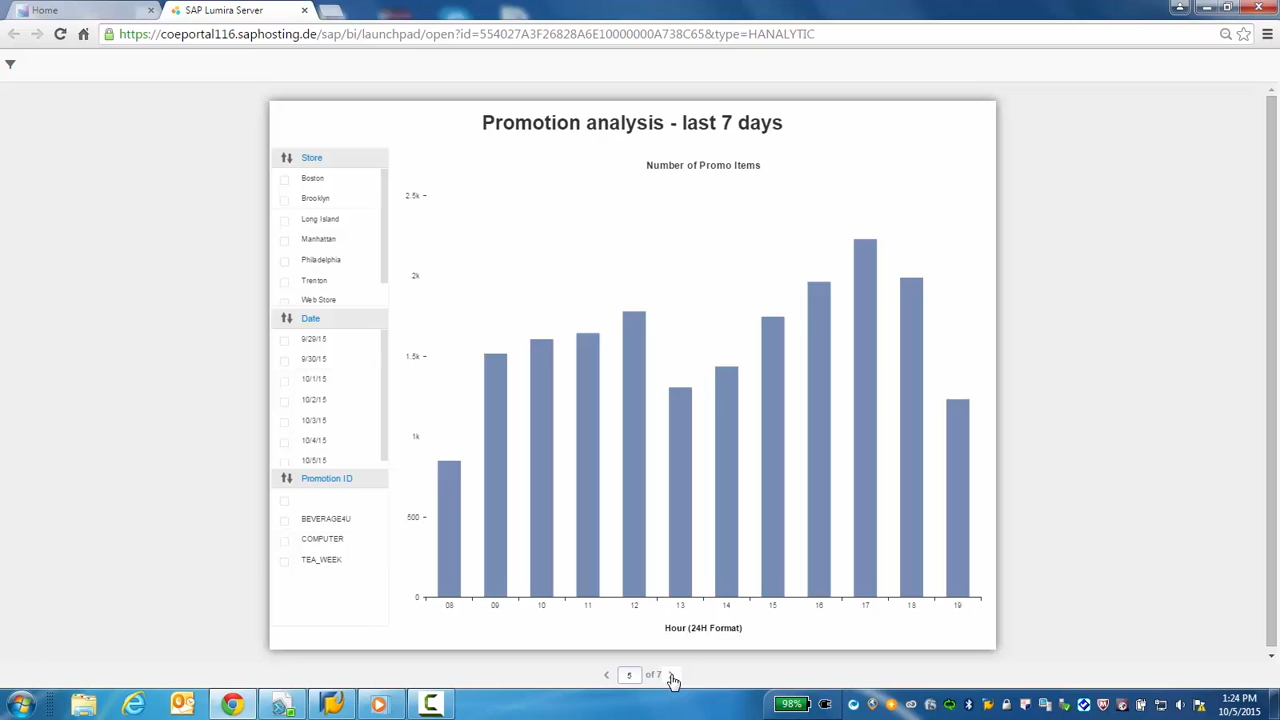 Home
SAP Lumira Server
https://coeportal116.saphosting.de/sap/bi/launchpad/open?id=554027A3F26828A6E10000000A738C65&type=HANALYTIC
Promotion analysis - last 7 days
Store
Boston
Brooklyn
Long Island
Manhattan
Philadelphia
Trenton
Web Store
Date
9/29/15
9/30/15
10/1/15
10/2/15
10/3/15
10/4/15
10/5/15
Promotion ID
BEVERAGE4U
COMPUTER
TEA_WEEK
Number of Promo Items
2.5k
2k
1.5k
1k
500
0
08 09 10 11 12 13 14 15 16 17 18 19
Hour (24H Format)
5 of 7
98%
1:24 PM
10/5/2015